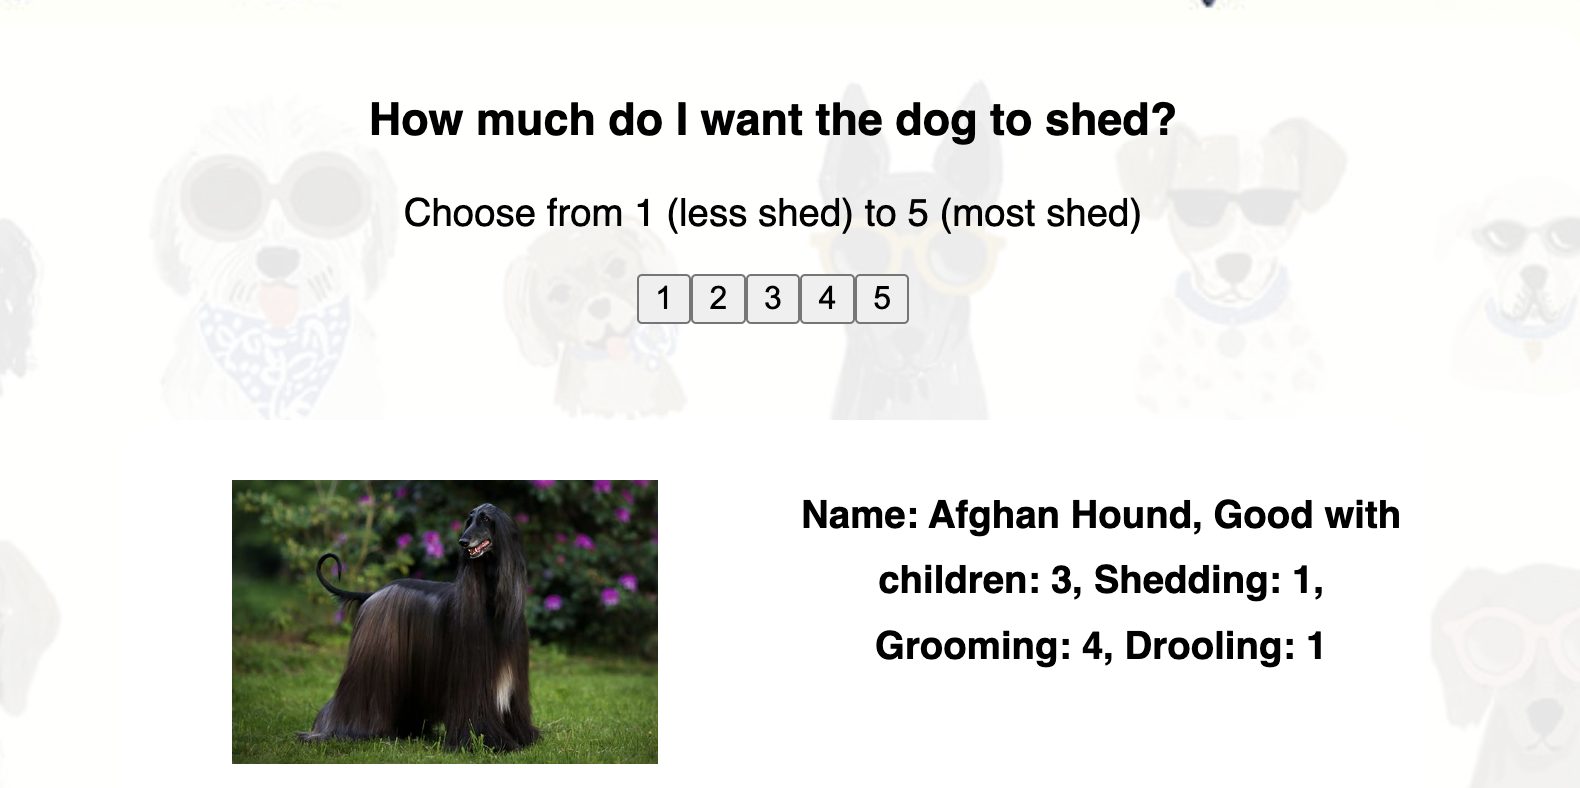 How much do I want the dog to shed?
Choose from 1 (less shed) to 5 (most shed)
1 2 3 4 5
Name: Afghan Hound, Good with
children: 3, Shedding: 1,
Grooming: 4, Drooling: 1